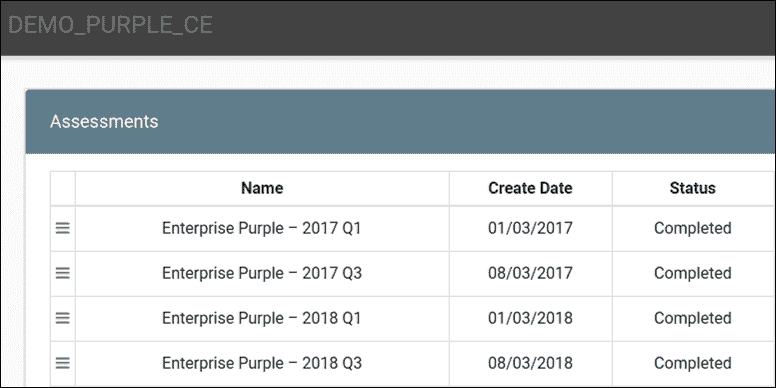 DEMO_PURPLE_CE
Assessments
Name Create Date Status
Enterprise Purple – 2017 Q1 01/03/2017 Completed
Enterprise Purple – 2017 Q3 08/03/2017 Completed
Enterprise Purple – 2018 Q1 01/03/2018 Completed
Enterprise Purple – 2018 Q3 08/03/2018 Completed